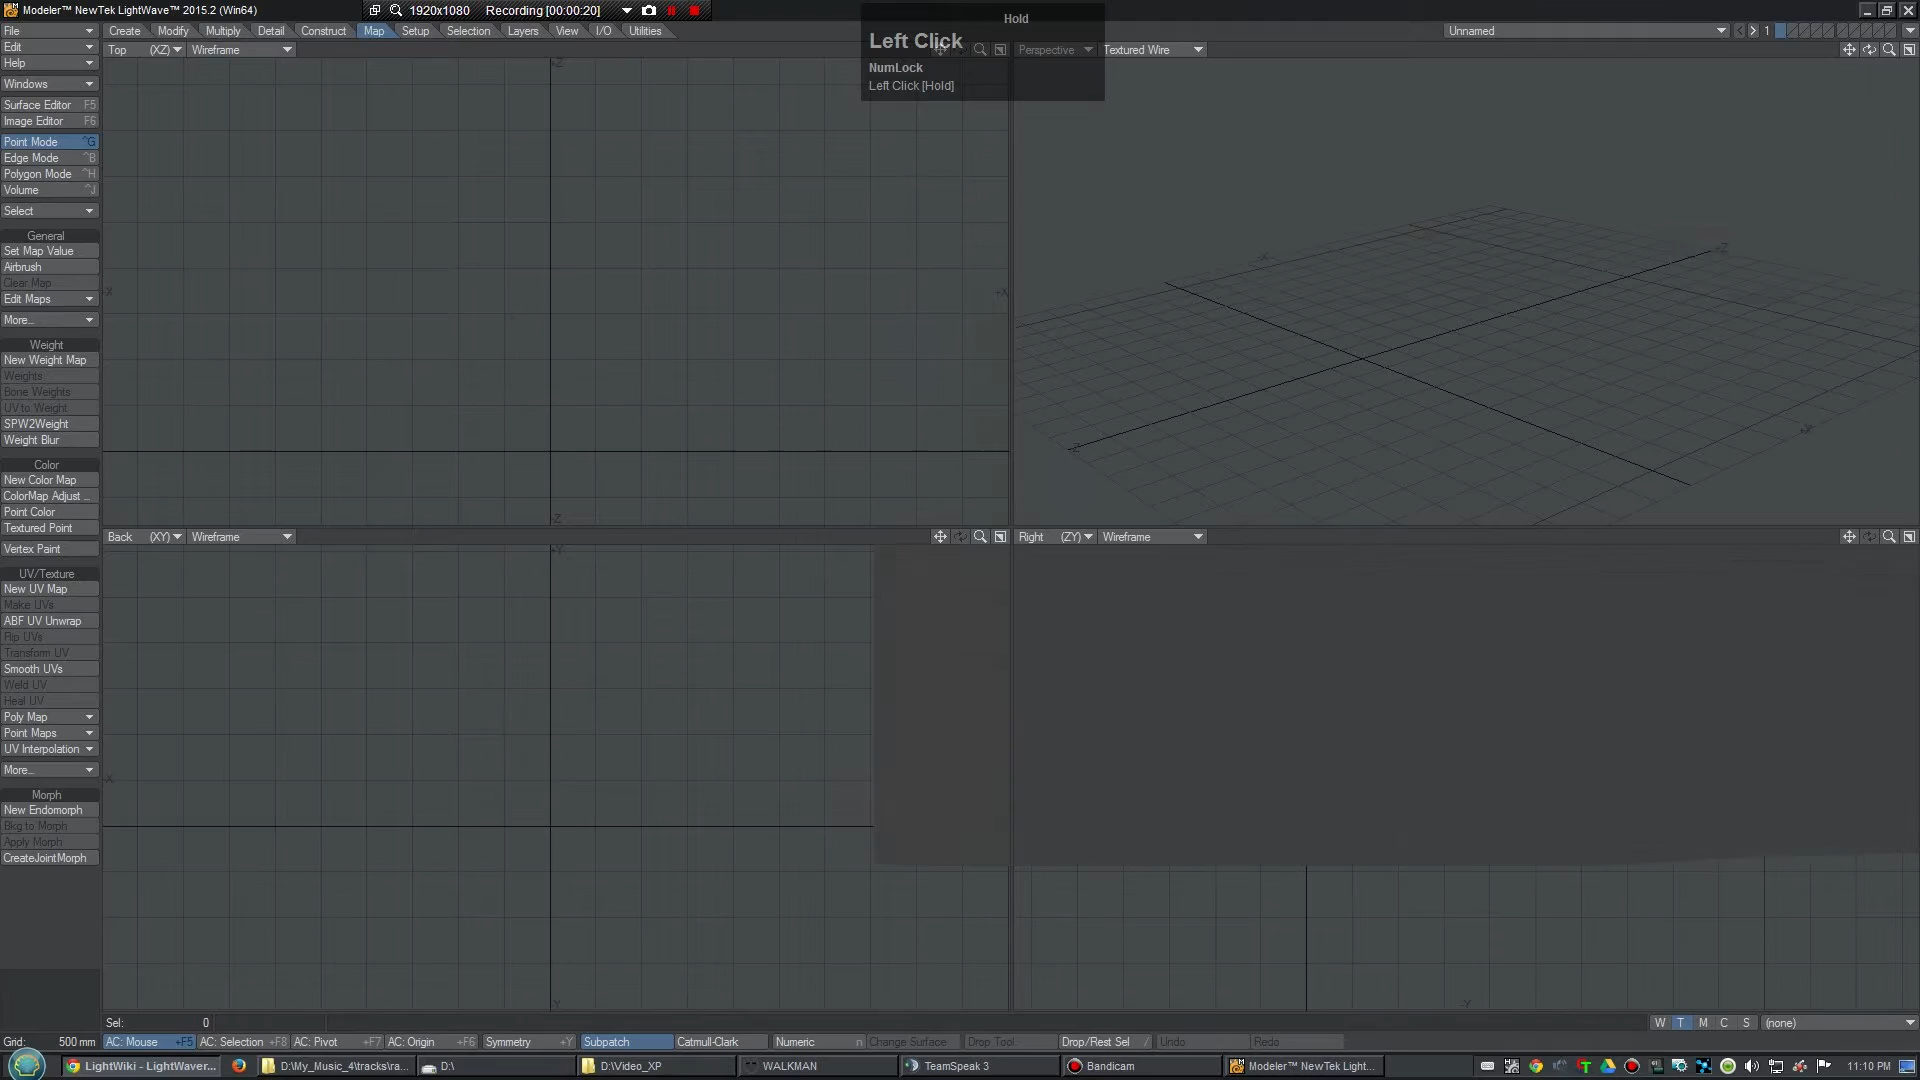 Modeler™ NewTek LightWave™ 2015.2 (Win64)
1920x1080 Recording [00:00:20]
Hold
Left Click
NumLock
Left Click [Hold]
File
Edit
Help
Windows
Surface Editor F5
Image Editor F6
Point Mode ^G
Edge Mode ^B
Polygon Mode ^H
Volume ^J
Select
General
Set Map Value
Airbrush
Clear Map
Edit Maps
More...
Weight
New Weight Map
Weights
Bone Weights
UV to Weight
SPW2Weight
Weight Blur
Color
New Color Map
ColorMap Adjust ...
Point Color
Textured Point
Vertex Paint
UV/Texture
New UV Map
Make UVs
ABF UV Unwrap
Flip UVs
Transform UV
Smooth UVs
Weld UV
Heal UV
Poly Map
Point Maps
UV Interpolation
More...
Morph
New Endomorph
Bkg to Morph
Apply Morph
CreateJointMorph
Create Modify Multiply Detail Construct Map Setup Selection Layers View I/O Utilities
Unnamed 1
Top (XZ) Wireframe
Perspective Textured Wire
Back (XY) Wireframe
Right (ZY) Wireframe
Sel: 0
W T M C S (none)
Grid: 500 mm AC: Mouse +F5 AC: Selection +F8 AC: Pivot +F7 AC: Origin +F6 Symmetry +Y Subpatch Catmull-Clark Numeric n Change Surface Drop Tool Drop/Rest Sel / Undo Redo
LightWiki - LightWaver... D:\My_Music_4\tracks\ra... D:\ D:\Video_XP WALKMAN TeamSpeak 3 Bandicam Modeler™ NewTek Light... 11:10 PM